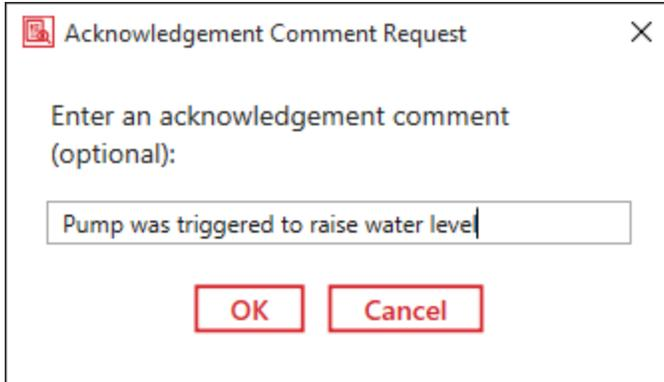 Acknowledgement Comment Request
Enter an acknowledgement comment
(optional):
Pump was triggered to raise water level
OK Cancel